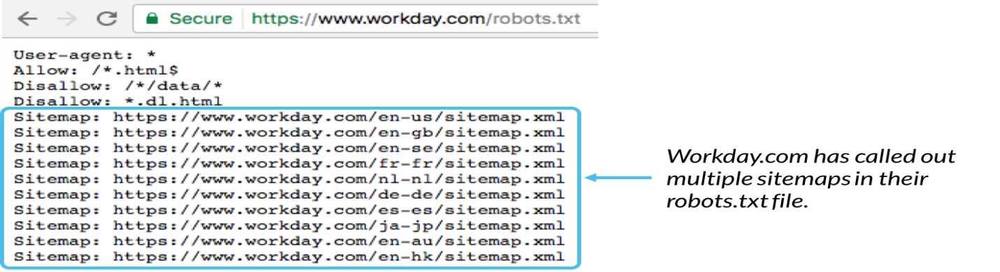 Secure https://www.workday.com/robots.txt
User-agent: *
Allow: /*.html$
Disallow: /*/data/*
Disallow: *.dl.html
Sitemap: https://www.workday.com/en-us/sitemap.xml
Sitemap: https://www.workday.com/en-gb/sitemap.xml
Sitemap: https://www.workday.com/en-se/sitemap.xml
Sitemap: https://www.workday.com/fr-fr/sitemap.xml
Sitemap: https://www.workday.com/nl-nl/sitemap.xml
Sitemap: https://www.workday.com/de-de/sitemap.xml
Sitemap: https://www.workday.com/es-es/sitemap.xml
Sitemap: https://www.workday.com/ja-jp/sitemap.xml
Sitemap: https://www.workday.com/en-au/sitemap.xml
Sitemap: https://www.workday.com/en-hk/sitemap.xml
Workday.com has called out
multiple sitemaps in their
robots.txt file.